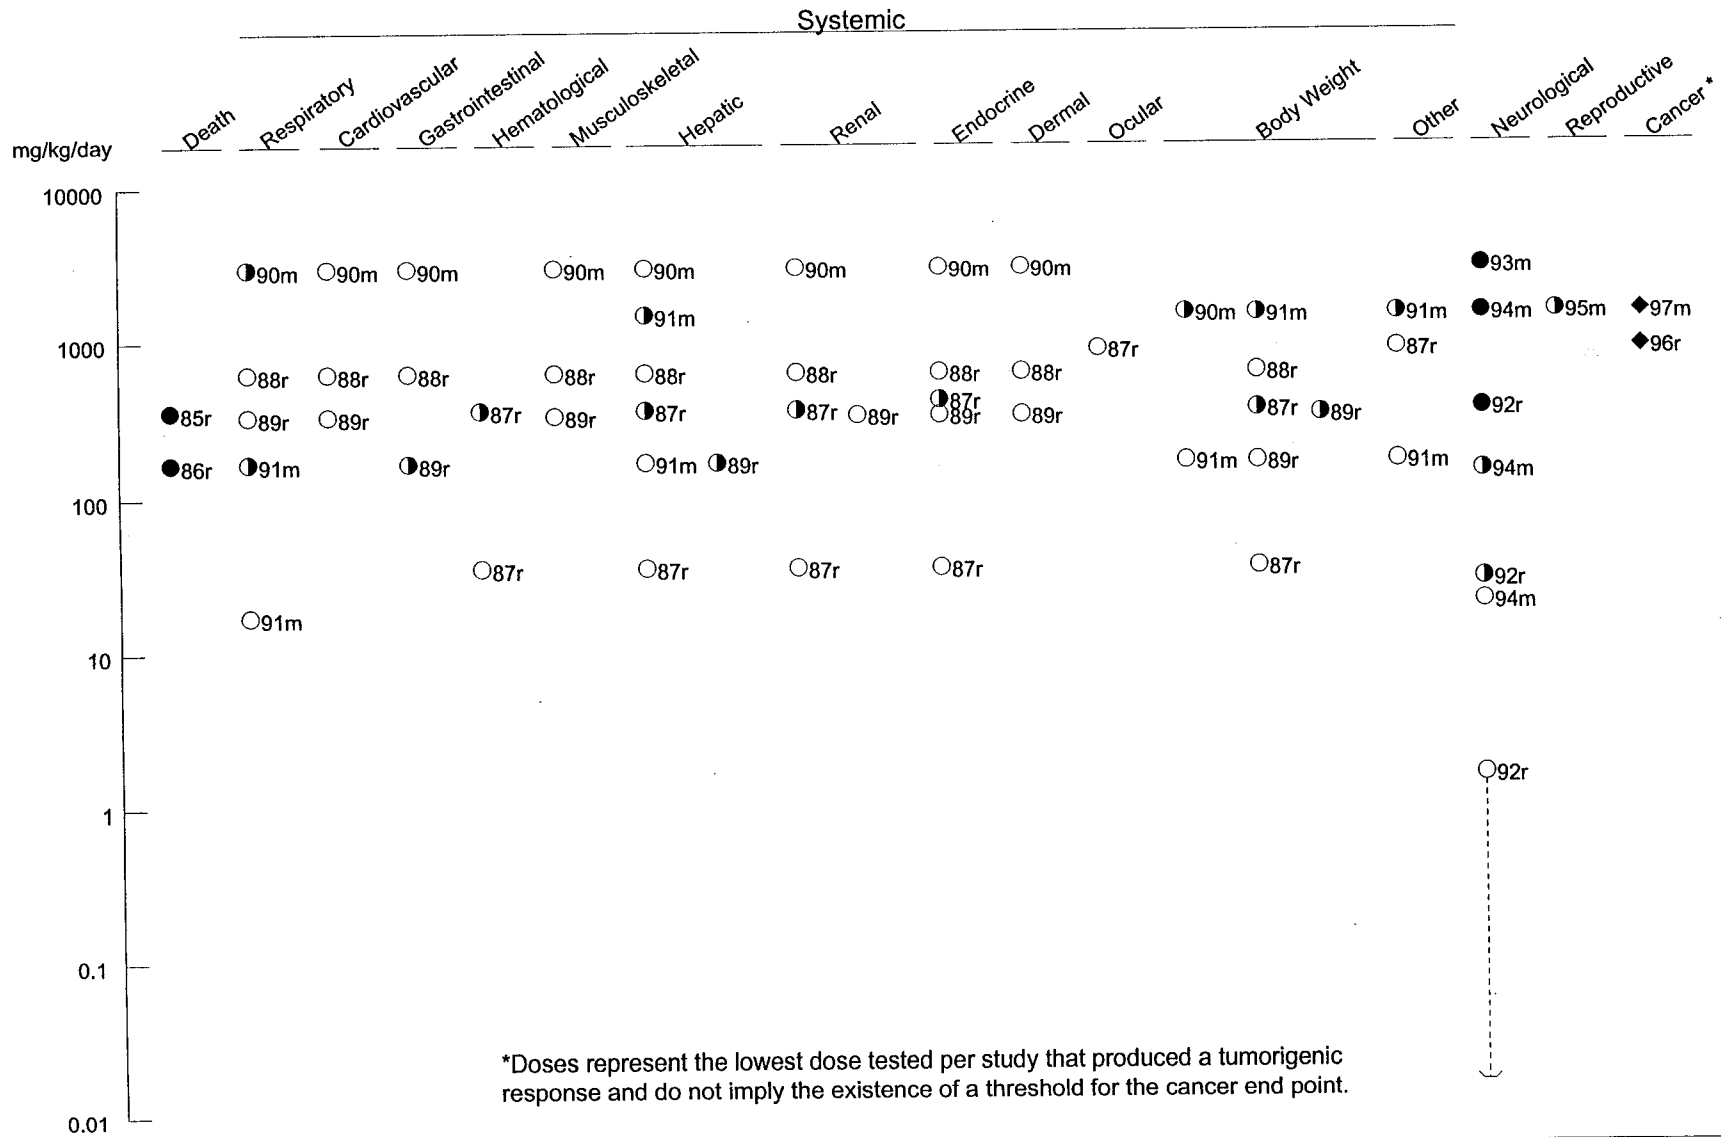 Systemic
Death Respiratory Cardiovascular Gastrointestinal Hematological Musculoskeletal Hepatic Renal Endocrine Dermal Ocular Body Weight Other Neurological Reproductive Cancer *
mg/kg/day
10000
93m
90m 90m 90m 90m 90m 90m 90m 90m
90m 91m 91m 94m 95m 97m
91m
1000 87r 87r 96r
88r 88r 88r 88r 88r 88r 88r 88r 88r
87r
85r 87r 87r 87r 87r 89r 92r
89r 89r 89r 89r 89r 89r
86r 91m 89r 91m 89r 91m 89r 91m 94m
100
87r 87r 87r 87r 87r 92r
94m
91m
10
92r
1
0.1
*Doses represent the lowest dose tested per study that produced a tumorigenic
response and do not imply the existence of a threshold for the cancer end point.
0.01